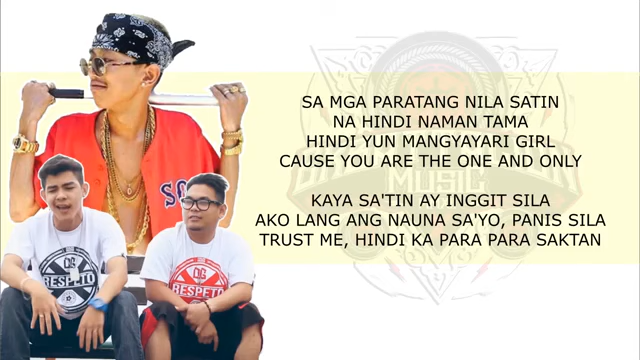 SA MGA PARATANG NILA SATIN
NA HINDI NAMAN TAMA
HINDI YUN MANGYAYARI GIRL
CAUSE YOU ARE THE ONE AND ONLY
KAYA SA'TIN AY INGGIT SILA
AKO LANG ANG NAUNA SA'YO, PANIS SILA
TRUST ME, HINDI KA PARA PARA SAKTAN
MUSIC
RESPETO
RESPETO